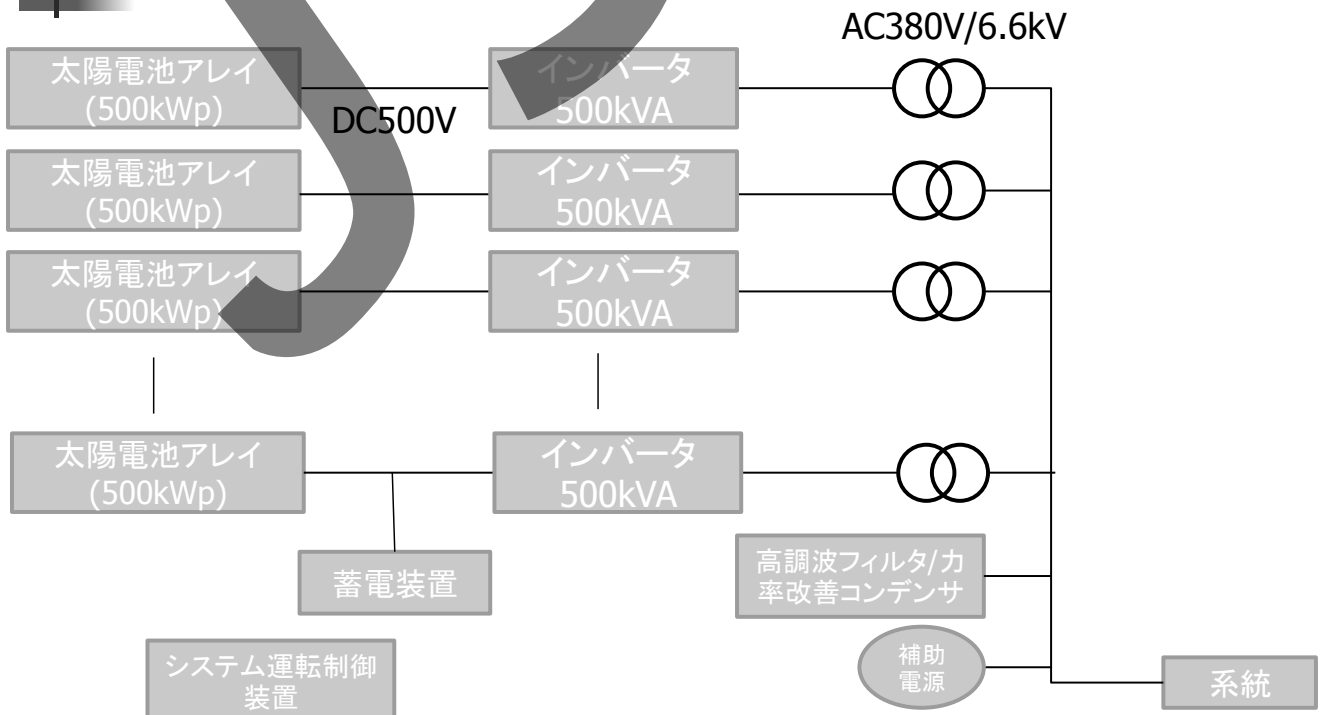 AC380V/6.6kV
太陽電池アレイ
(500kWp)
DC500V
インバータ
500kVA
太陽電池アレイ
(500kWp)
インバータ
500kVA
太陽電池アレイ
(500kWp)
インバータ
500kVA
太陽電池アレイ
(500kWp)
インバータ
500kVA
蓄電装置
高調波フィルタ/力
率改善コンデンサ
システム運転制御
装置
補助
電源
系統